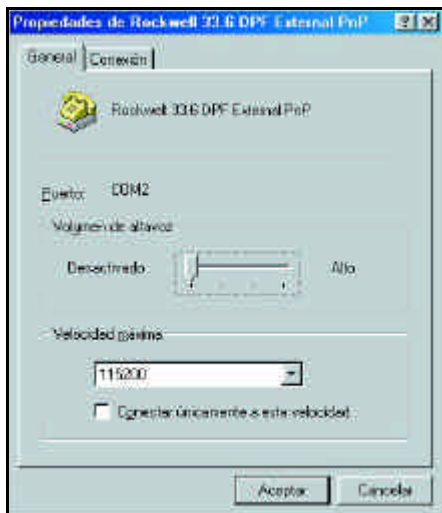 Propiedades de Rockwell 33.6 DPF External PnP
General Conexión
Rockwell 33.6 DPF External PnP
Puerto: COM2
Volumen de altavoz
Desactivado Alto
Velocidad máxima
115200
Conectar únicamente a esta velocidad
Aceptar Cancelar